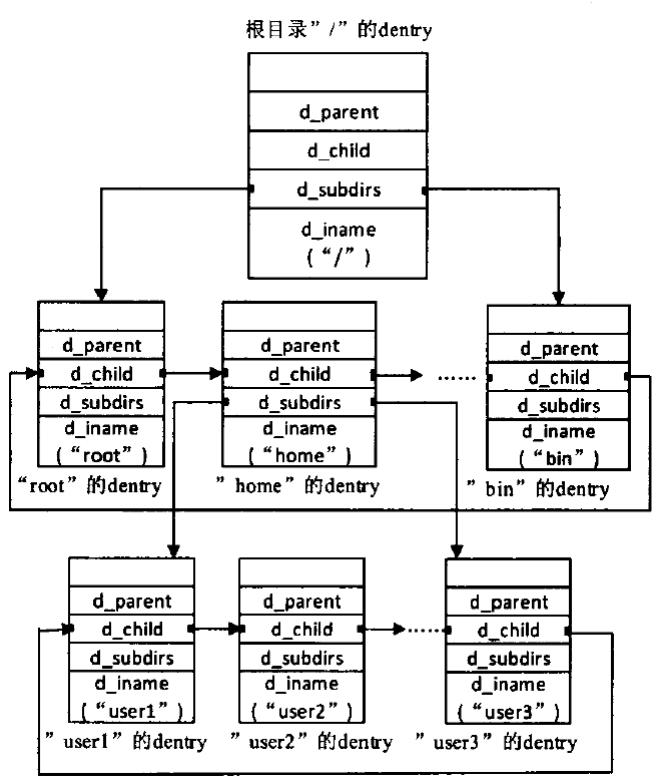 根目录”/”的dentry
d_parent
d_child
d_subdirs
d_iname
(“/”)
d_parent d_parent d_parent
d_child d_child ...... d_child
d_subdirs d_subdirs d_subdirs
d_iname d_iname d_iname
(“root”) (“home”) (“bin”)
“root”的dentry ”home”的dentry ”bin”的dentry
d_parent d_parent d_parent
d_child d_child ...... d_child
d_subdirs d_subdirs d_subdirs
d_iname d_iname d_iname
(“user1”) (“user2”) (“user3”)
”user1”的dentry ”user2”的dentry ”user3”的dentry